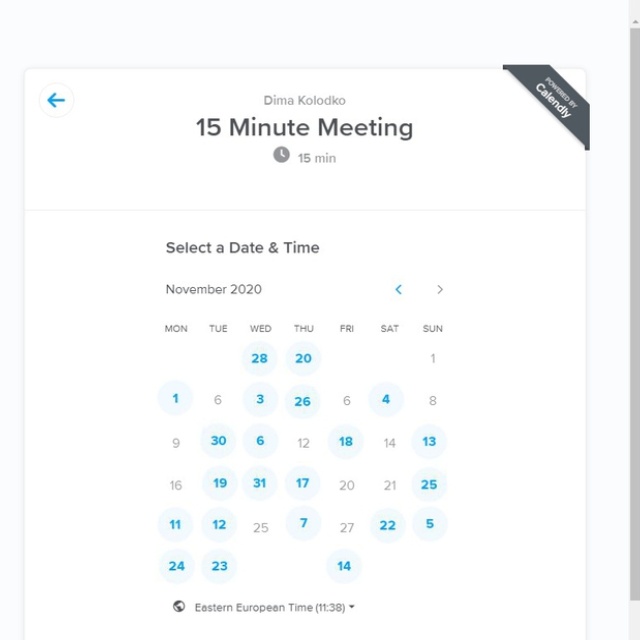 POWERED BY
Calendly
Dima Kolodko
15 Minute Meeting
15 min
Select a Date & Time
November 2020
MON TUE WED THU FRI SAT SUN
28 20 1
1 6 3 26 6 4 8
9 30 6 12 18 14 13
16 19 31 17 20 21 25
11 12 25 7 27 22 5
24 23 14
Eastern European Time (11:38)